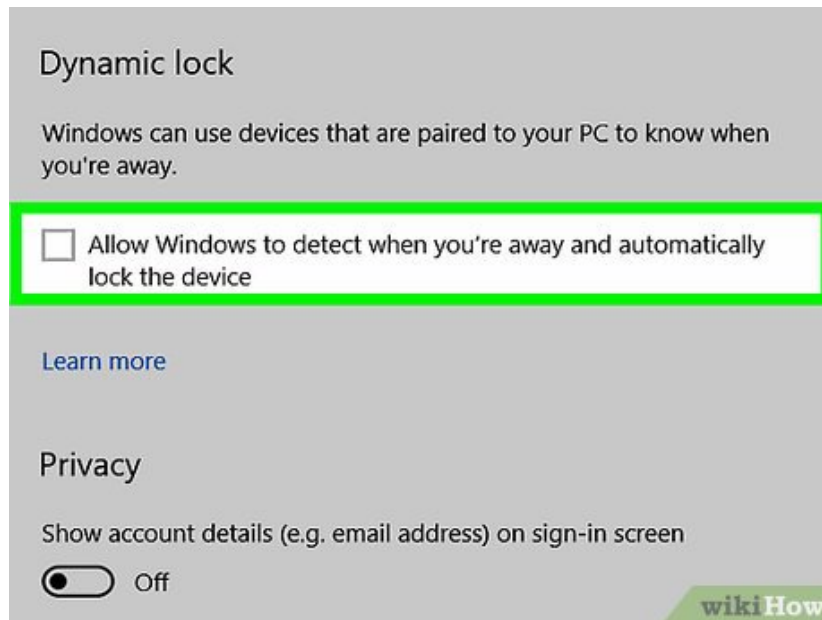 Dynamic lock
Windows can use devices that are paired to your PC to know when
you're away.
Allow Windows to detect when you're away and automatically
lock the device
Learn more
Privacy
Show account details (e.g. email address) on sign-in screen
Off
wikiHow